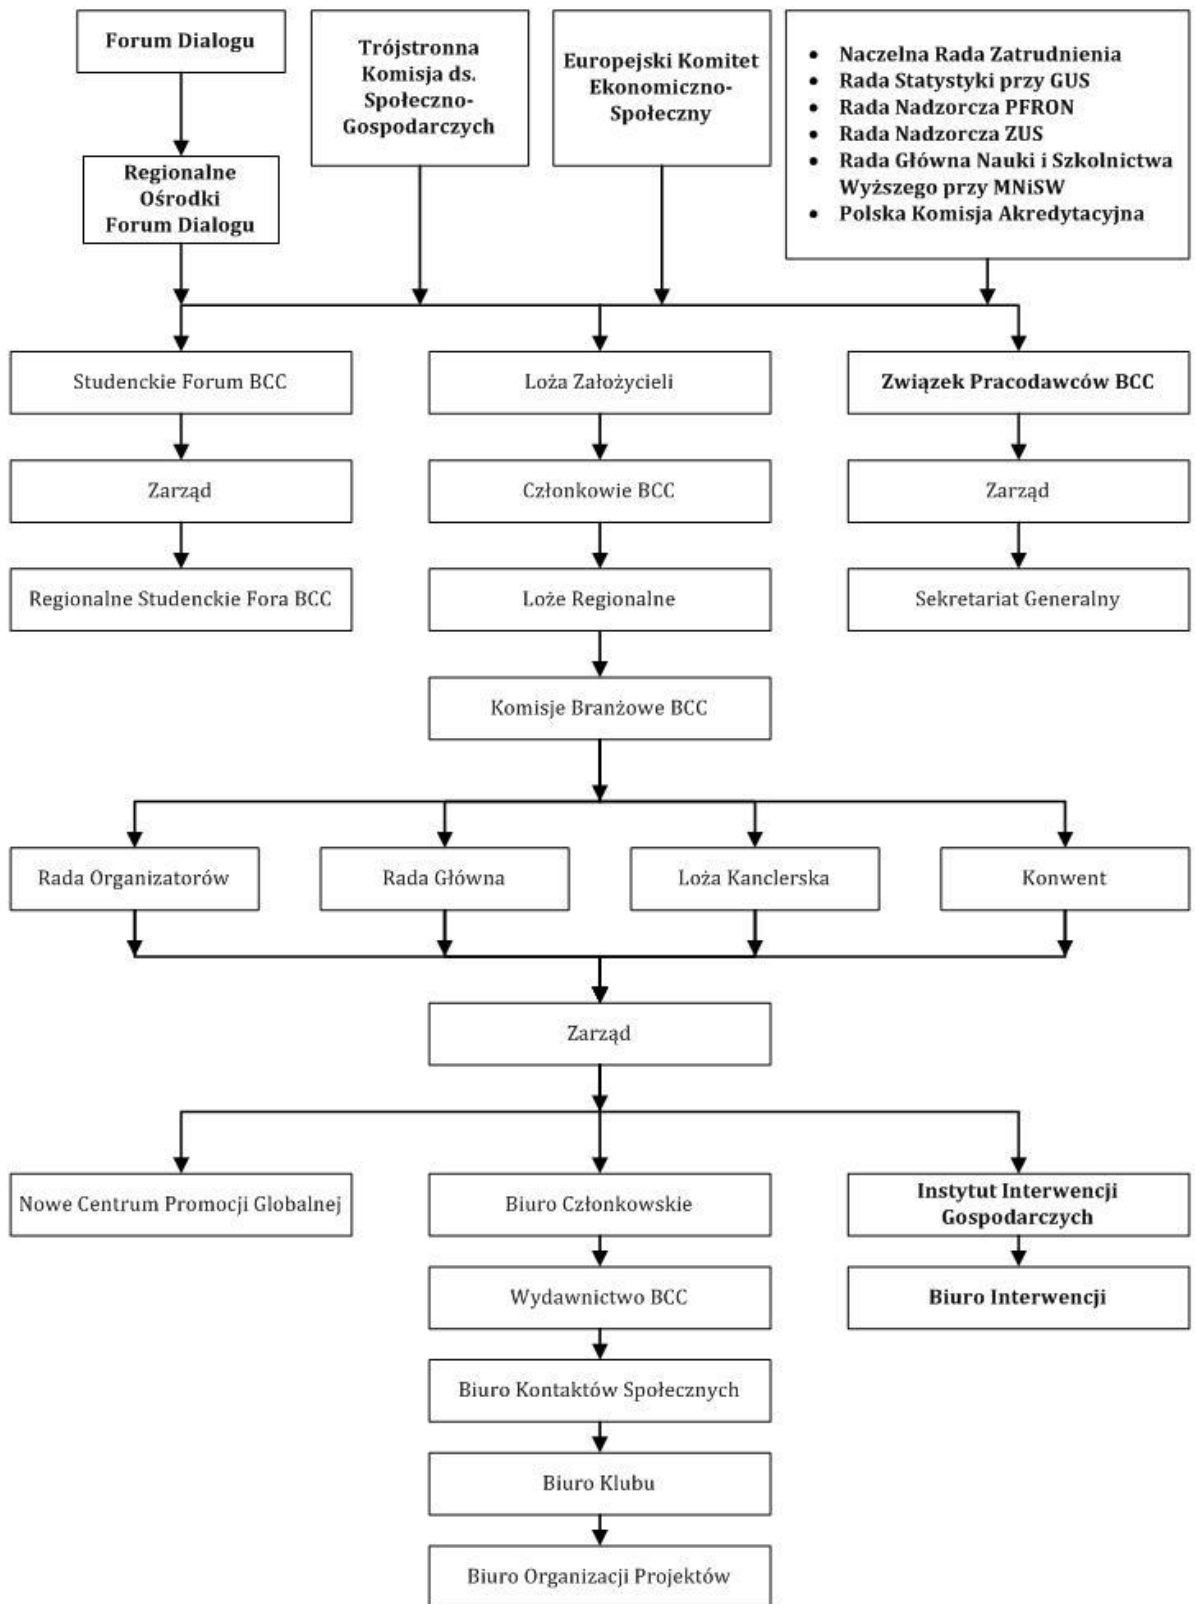 Forum Dialogu
Trójstronna
Komisja ds.
Społeczno-
Gospodarczych
Europejski Komitet
Ekonomiczno-
Społeczny
• Naczelna Rada Zatrudnienia
• Rada Statystyki przy GUS
• Rada Nadzorcza PFRON
• Rada Nadzorcza ZUS
• Rada Główna Nauki i Szkolnictwa
Wyższego przy MNiSW
• Polska Komisja Akredytacyjna
Regionalne
Ośrodki
Forum Dialogu
Studenckie Forum BCC
Loża Założycieli
Związek Pracodawców BCC
Zarząd
Członkowie BCC
Zarząd
Regionalne Studenckie Fora BCC
Loże Regionalne
Sekretariat Generalny
Komisje Branżowe BCC
Rada Organizatorów
Rada Główna
Loża Kanclerska
Konwent
Zarząd
Nowe Centrum Promocji Globalnej
Biuro Członkowskie
Instytut Interwencji
Gospodarczych
Wydawnictwo BCC
Biuro Interwencji
Biuro Kontaktów Społecznych
Biuro Klubu
Biuro Organizacji Projektów